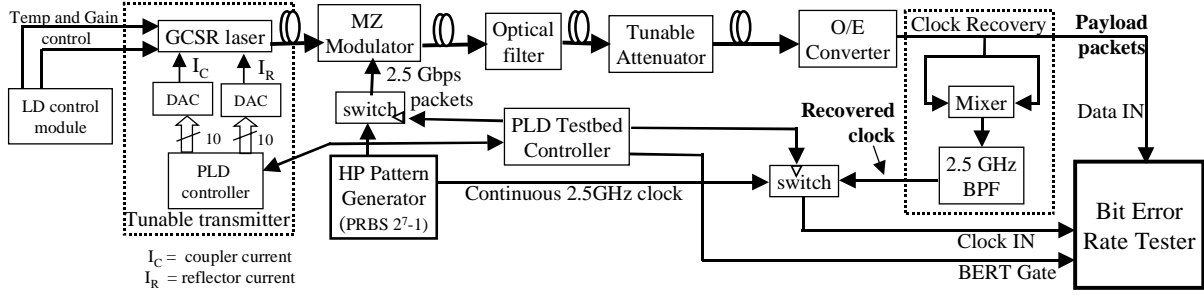 Temp and Gain
control
LD control
module
GCSR laser
I_C
I_R
DAC
DAC
10
10
PLD
controller
Tunable transmitter
I_C = coupler current
I_R = reflector current
MZ
Modulator
2.5 Gbps
packets
switch
HP Pattern
Generator
(PRBS 2⁷-1)
Optical
filter
Tunable
Attenuator
O/E
Converter
PLD Testbed
Controller
Continuous 2.5GHz clock
switch
Recovered
clock
Clock Recovery
Mixer
2.5 GHz
BPF
Payload
packets
Data IN
Clock IN
BERT Gate
Bit Error
Rate Tester